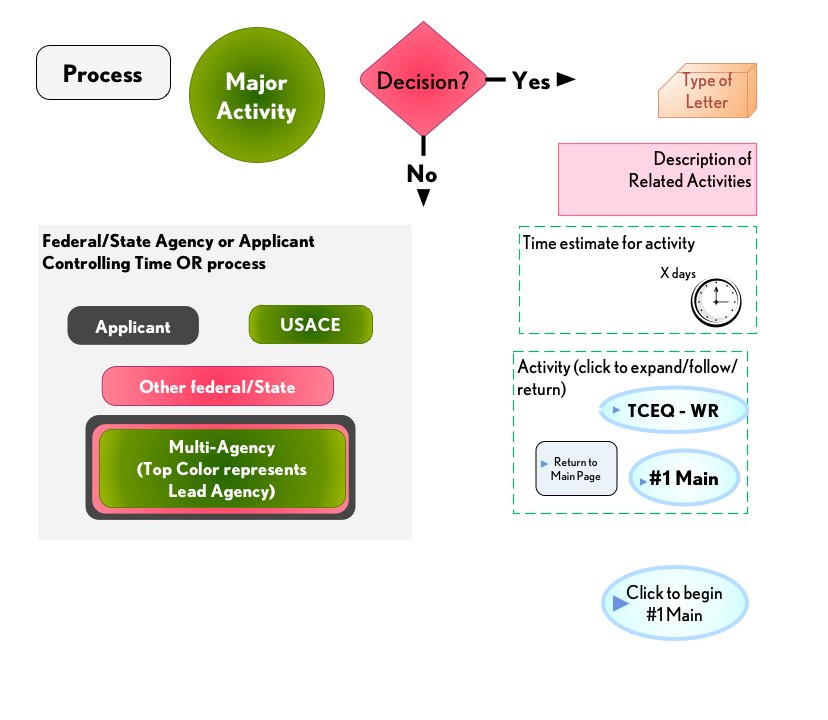 Process
Major
Activity
Decision?
Yes
No
Type of
Letter
Description of
Related Activities
Federal/State Agency or Applicant
Controlling Time OR process
Applicant
USACE
Other federal/State
Multi-Agency
(Top Color represents
Lead Agency)
Time estimate for activity
X days
Activity (click to expand/follow/
return)
TCEQ - WR
Return to
Main Page
#1 Main
Click to begin
#1 Main